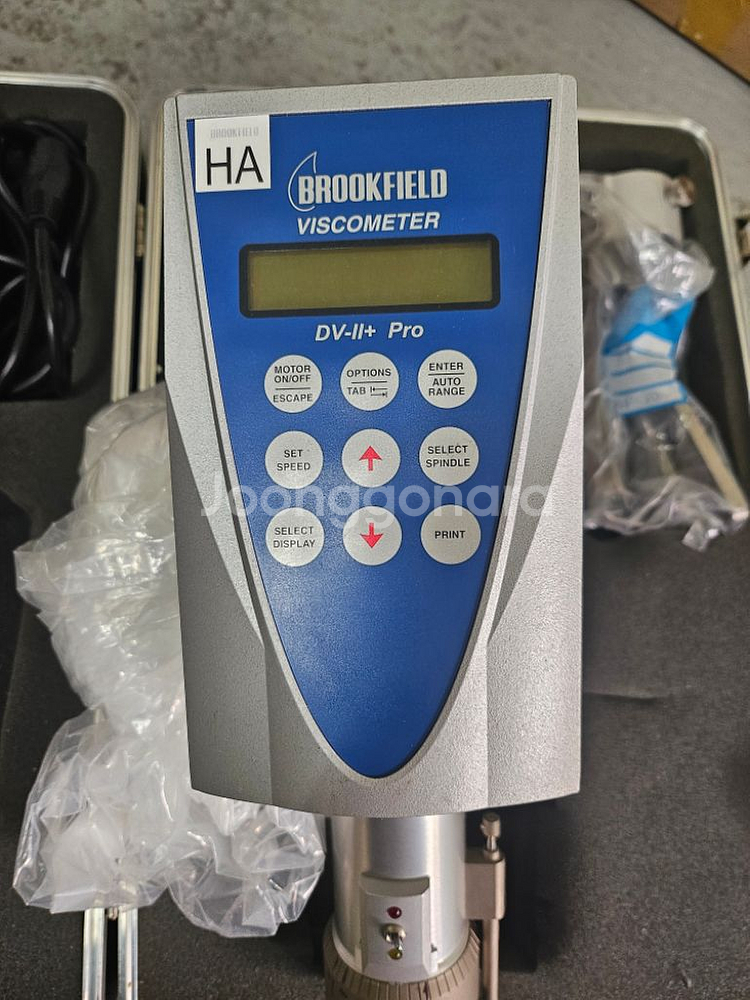 BROOKFIELD
HA
BROOKFIELD
VISCOMETER
DV-II+ Pro
MOTOR
ON/OFF
ESCAPE
OPTIONS
TAB
ENTER
AUTO
RANGE
SET
SPEED
SELECT
SPINDLE
SELECT
DISPLAY
PRINT
Joonggonara